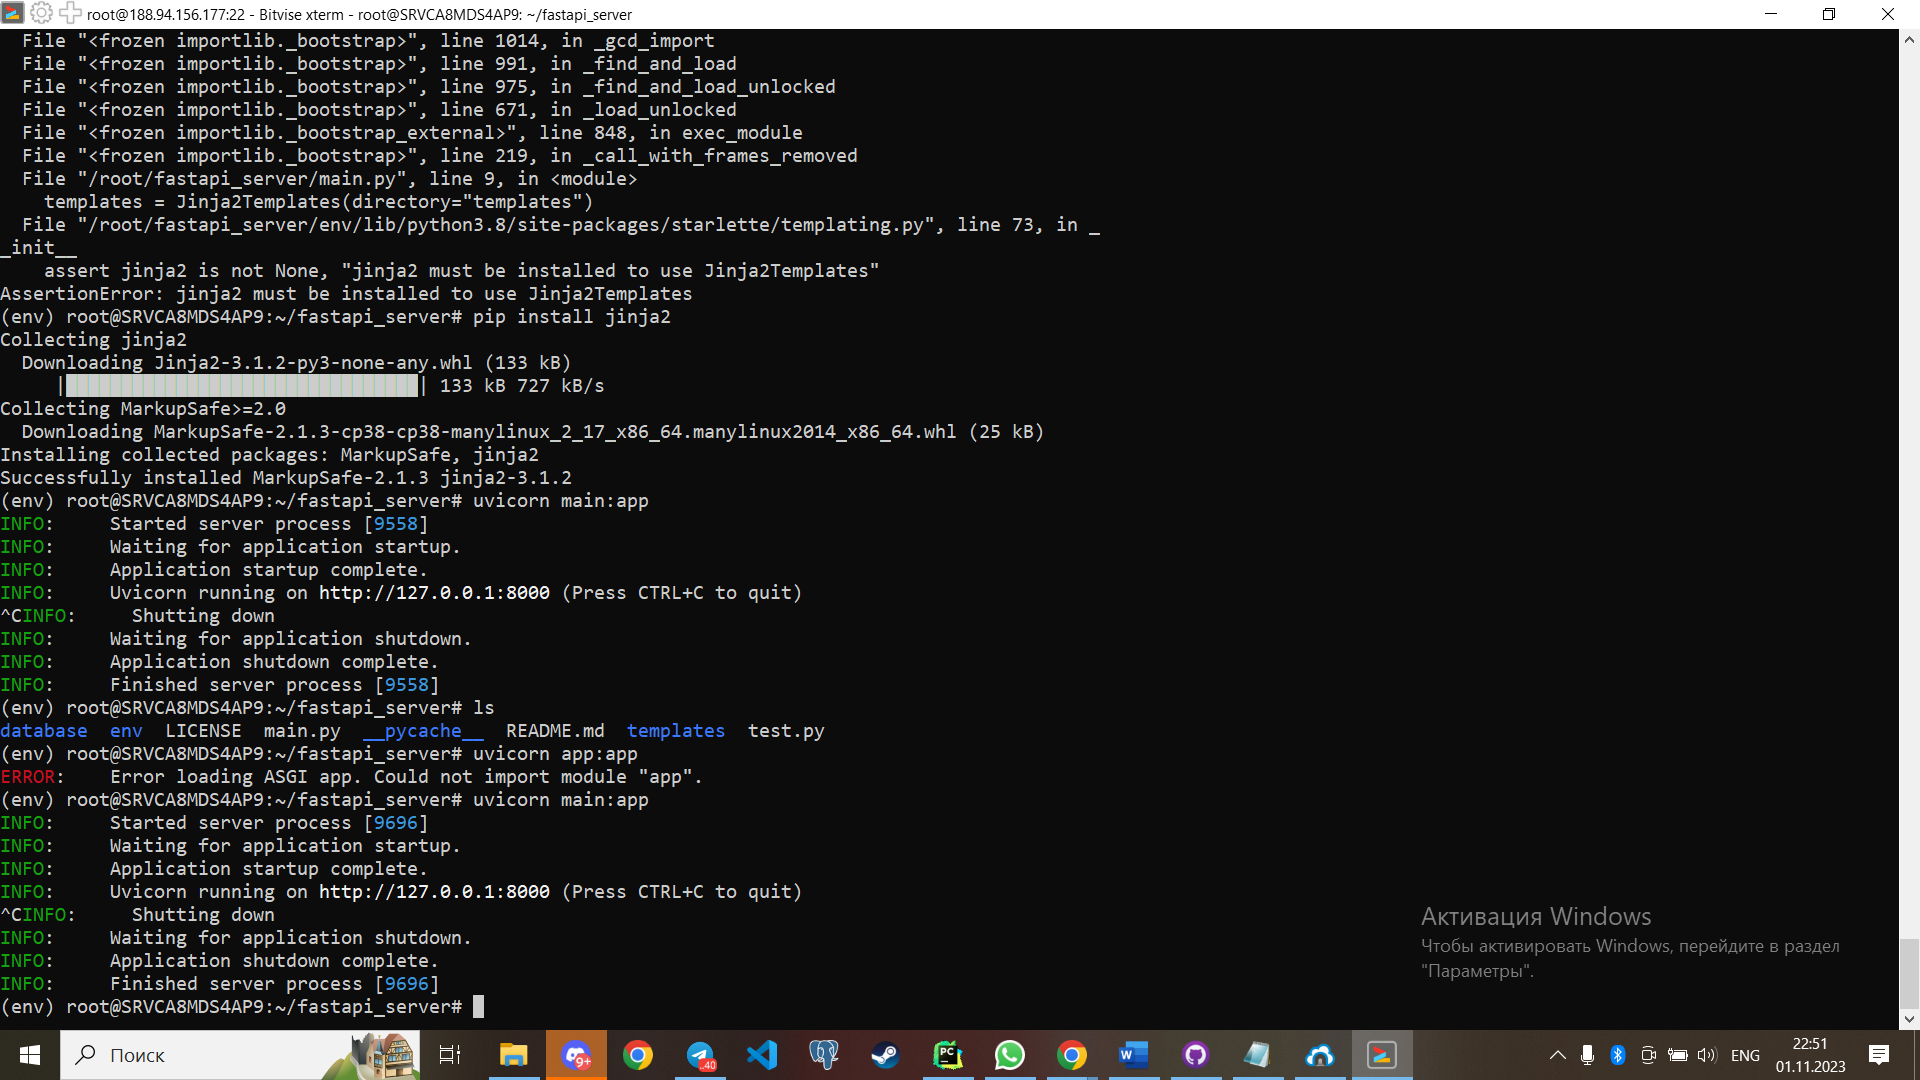 root@188.94.156.177:22 - Bitvise xterm - root@SRVCA8MDS4AP9: ~/fastapi_server
  File "<frozen importlib._bootstrap>", line 1014, in _gcd_import
  File "<frozen importlib._bootstrap>", line 991, in _find_and_load
  File "<frozen importlib._bootstrap>", line 975, in _find_and_load_unlocked
  File "<frozen importlib._bootstrap>", line 671, in _load_unlocked
  File "<frozen importlib._bootstrap_external>", line 848, in exec_module
  File "<frozen importlib._bootstrap>", line 219, in _call_with_frames_removed
  File "/root/fastapi_server/main.py", line 9, in <module>
    templates = Jinja2Templates(directory="templates")
  File "/root/fastapi_server/env/lib/python3.8/site-packages/starlette/templating.py", line 73, in _
_init__
    assert jinja2 is not None, "jinja2 must be installed to use Jinja2Templates"
AssertionError: jinja2 must be installed to use Jinja2Templates
(env) root@SRVCA8MDS4AP9:~/fastapi_server# pip install jinja2
Collecting jinja2
  Downloading Jinja2-3.1.2-py3-none-any.whl (133 kB)
     |████████████████████████████████| 133 kB 727 kB/s
Collecting MarkupSafe>=2.0
  Downloading MarkupSafe-2.1.3-cp38-cp38-manylinux_2_17_x86_64.manylinux2014_x86_64.whl (25 kB)
Installing collected packages: MarkupSafe, jinja2
Successfully installed MarkupSafe-2.1.3 jinja2-3.1.2
(env) root@SRVCA8MDS4AP9:~/fastapi_server# uvicorn main:app
INFO:     Started server process [9558]
INFO:     Waiting for application startup.
INFO:     Application startup complete.
INFO:     Uvicorn running on http://127.0.0.1:8000 (Press CTRL+C to quit)
^CINFO:     Shutting down
INFO:     Waiting for application shutdown.
INFO:     Application shutdown complete.
INFO:     Finished server process [9558]
(env) root@SRVCA8MDS4AP9:~/fastapi_server# ls
database  env  LICENSE  main.py  __pycache__  README.md  templates  test.py
(env) root@SRVCA8MDS4AP9:~/fastapi_server# uvicorn app:app
ERROR:    Error loading ASGI app. Could not import module "app".
(env) root@SRVCA8MDS4AP9:~/fastapi_server# uvicorn main:app
INFO:     Started server process [9696]
INFO:     Waiting for application startup.
INFO:     Application startup complete.
INFO:     Uvicorn running on http://127.0.0.1:8000 (Press CTRL+C to quit)
^CINFO:     Shutting down
INFO:     Waiting for application shutdown.
INFO:     Application shutdown complete.
INFO:     Finished server process [9696]
(env) root@SRVCA8MDS4AP9:~/fastapi_server#
Активация Windows
Чтобы активировать Windows, перейдите в раздел
"Параметры".
Поиск
9+
40
PC
W
ENG
22:51
01.11.2023